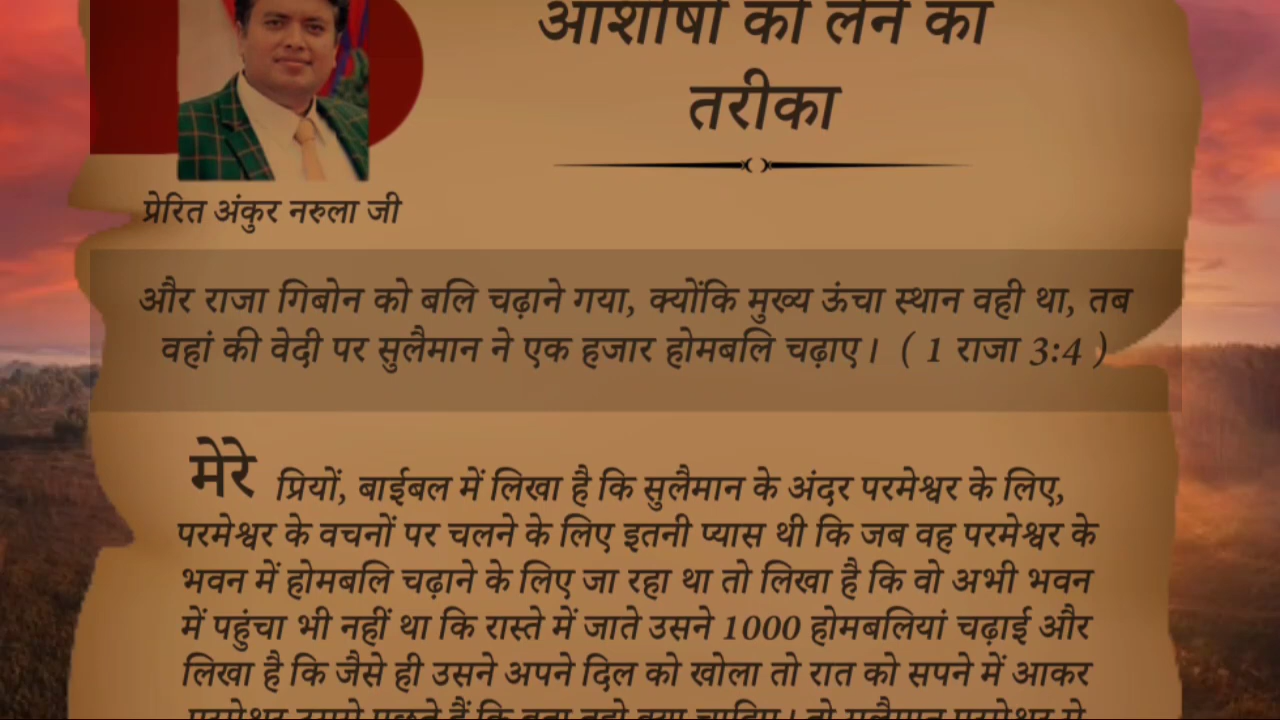 आशीषों को लेने का
तरीका
प्रेरित अंकुर नरुला जी
और राजा गिबोन को बलि चढ़ाने गया, क्योंकि मुख्य ऊंचा स्थान वही था, तब
वहां की वेदी पर सुलैमान ने एक हजार होमबलि चढ़ाए। ( 1 राजा 3:4 )
मेरे प्रियों, बाईबल में लिखा है कि सुलैमान के अंदर परमेश्वर के लिए,
परमेश्वर के वचनों पर चलने के लिए इतनी प्यास थी कि जब वह परमेश्वर के
भवन में होमबलि चढ़ाने के लिए जा रहा था तो लिखा है कि वो अभी भवन
में पहुंचा भी नहीं था कि रास्ते में जाते उसने 1000 होमबलियां चढ़ाई और
लिखा है कि जैसे ही उसने अपने दिल को खोला तो रात को सपने में आकर